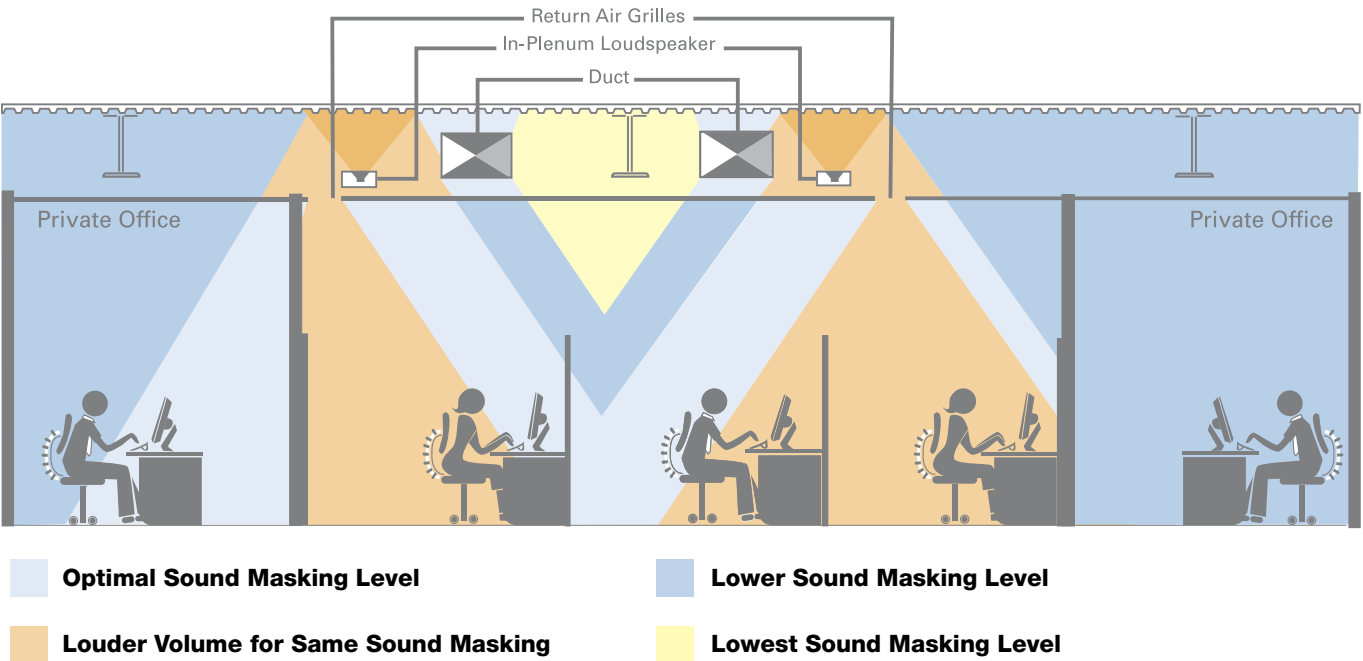 Return Air Grilles
In-Plenum Loudspeaker
Duct
Private Office
Private Office
Optimal Sound Masking Level
Lower Sound Masking Level
Louder Volume for Same Sound Masking
Lowest Sound Masking Level